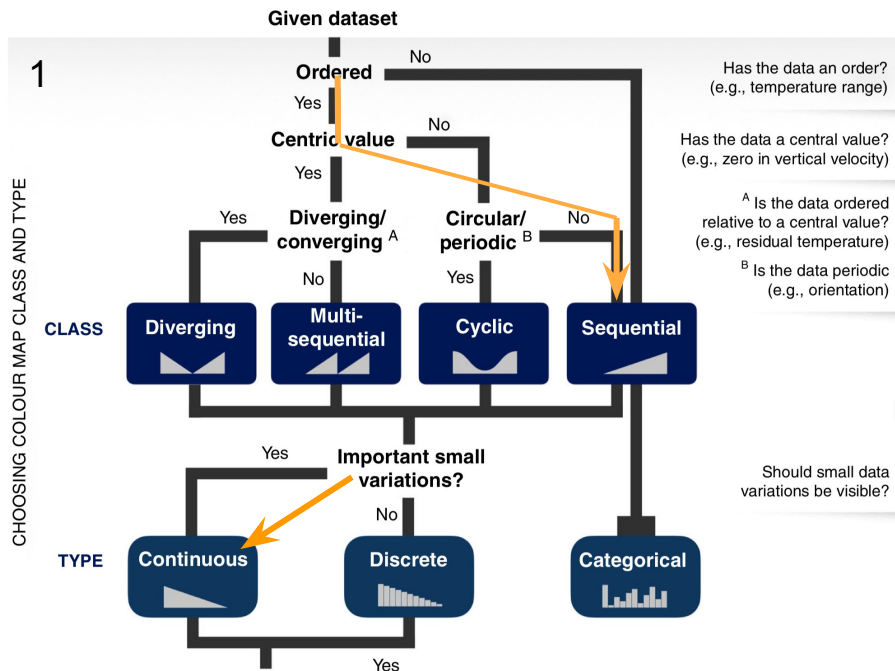 Given dataset
1
Ordered
No
Has the data an order?
(e.g., temperature range)
Yes
Centric value
No
Has the data a central value?
(e.g., zero in vertical velocity)
Yes
CHOOSING COLOUR MAP CLASS AND TYPE
Yes
Diverging/
converging A
Circular/
periodic B
No
A Is the data ordered
relative to a central value?
(e.g., residual temperature)
B Is the data periodic
(e.g., orientation)
No
Yes
CLASS
Diverging
Multi-
sequential
Cyclic
Sequential
Yes
Important small
variations?
Should small data
variations be visible?
No
TYPE
Continuous
Discrete
Categorical
Yes